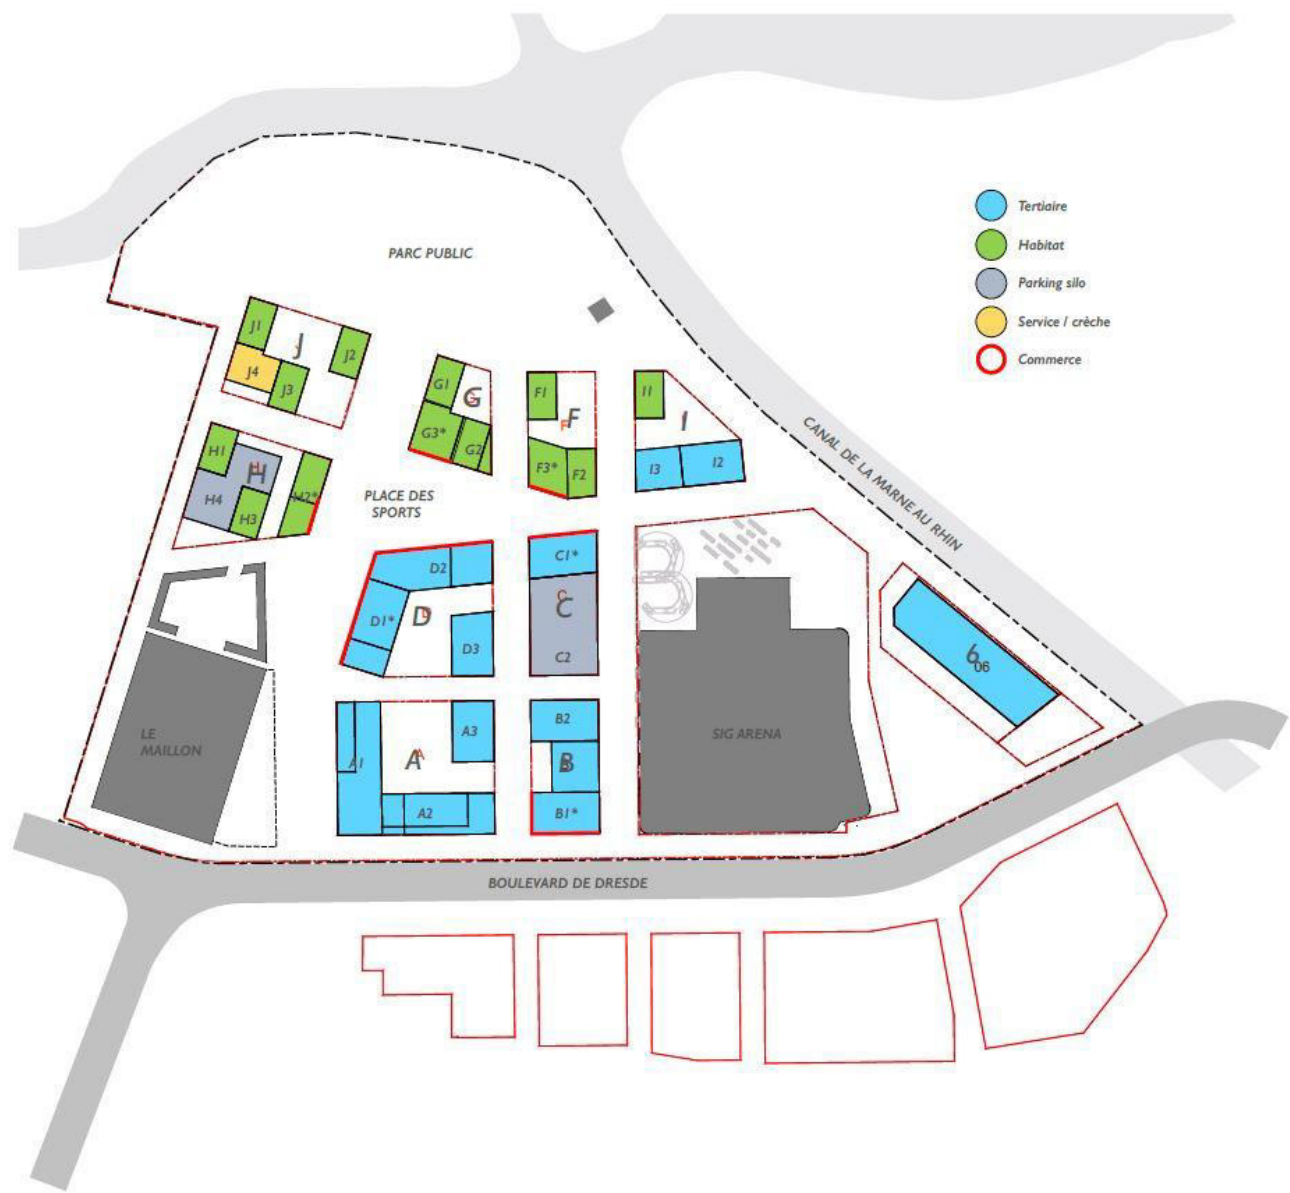 PARC PUBLIC
Tertiaire
Habitat
Parking silo
Service / crèche
Commerce
J1
J
J2
J4
J3
G1
G
G3*
G2
F1
F
F
F3*
F2
I1
I
I3
I2
CANAL DE LA MARNE AU RHIN
H1
H
H
H4
H3
H2*
PLACE DES
SPORTS
D2
D1*
D
D3
C1*
C
C
C2
6
06
LE
MAILLON
A1
A
A
A3
A2
B2
B
B1*
SIG ARENA
BOULEVARD DE DRESDE